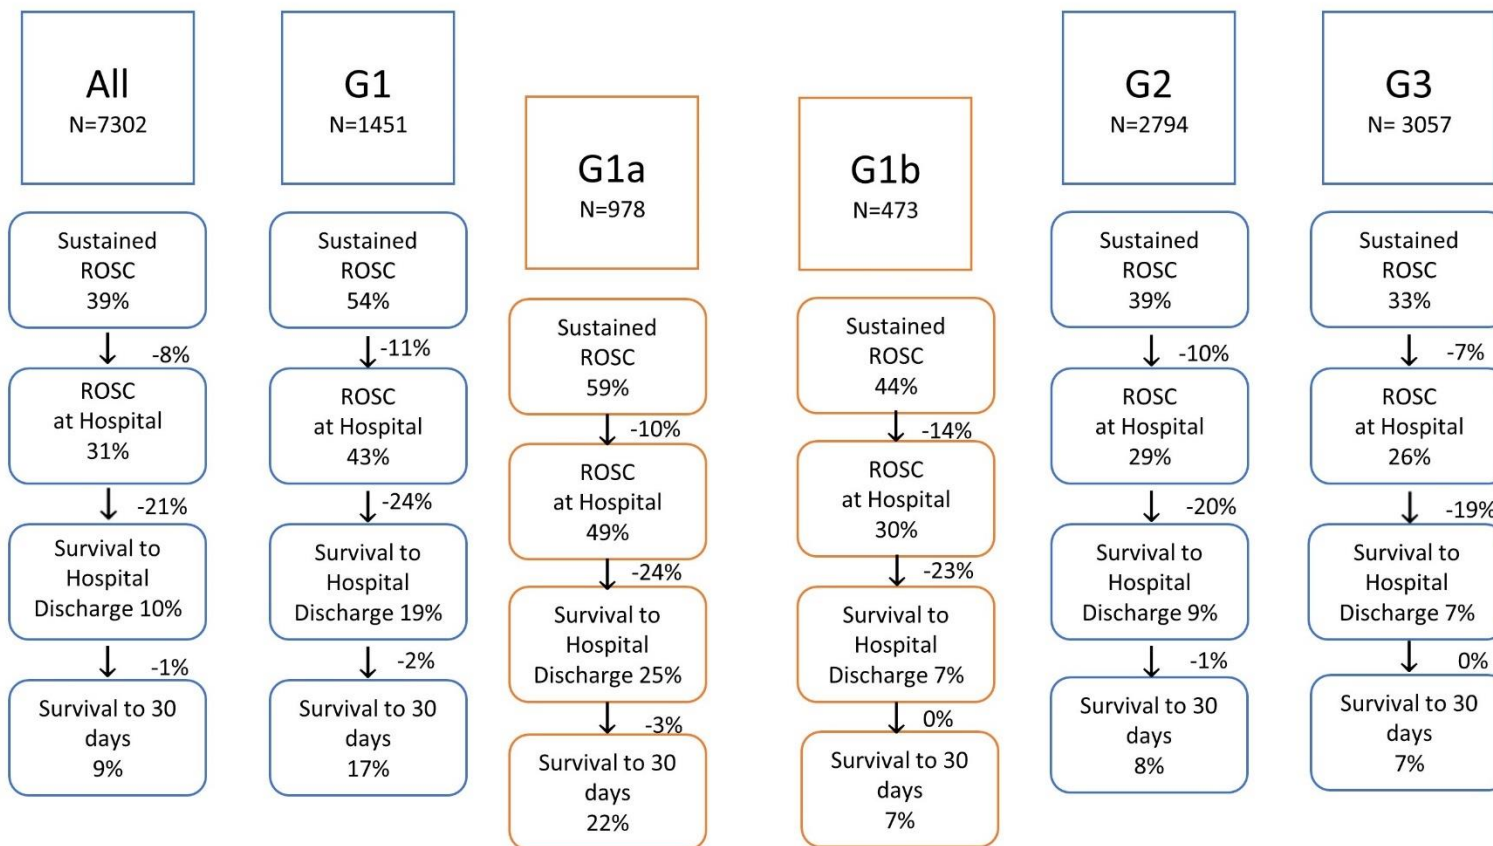 All
N=7302
Sustained
ROSC
39%
-8%
ROSC
at Hospital
31%
-21%
Survival to
Hospital
Discharge 10%
-1%
Survival to 30
days
9%
G1
N=1451
Sustained
ROSC
54%
-11%
ROSC
at Hospital
43%
-24%
Survival to
Hospital
Discharge 19%
-2%
Survival to 30
days
17%
G1a
N=978
Sustained
ROSC
59%
-10%
ROSC
at Hospital
49%
-24%
Survival to
Hospital
Discharge 25%
-3%
Survival to 30
days
22%
G1b
N=473
Sustained
ROSC
44%
-14%
ROSC
at Hospital
30%
-23%
Survival to
Hospital
Discharge 7%
0%
Survival to 30
days
7%
G2
N=2794
Sustained
ROSC
39%
-10%
ROSC
at Hospital
29%
-20%
Survival to
Hospital
Discharge 9%
-1%
Survival to 30
days
8%
G3
N= 3057
Sustained
ROSC
33%
-7%
ROSC
at Hospital
26%
-19%
Survival to
Hospital
Discharge 7%
0%
Survival to 30
days
7%